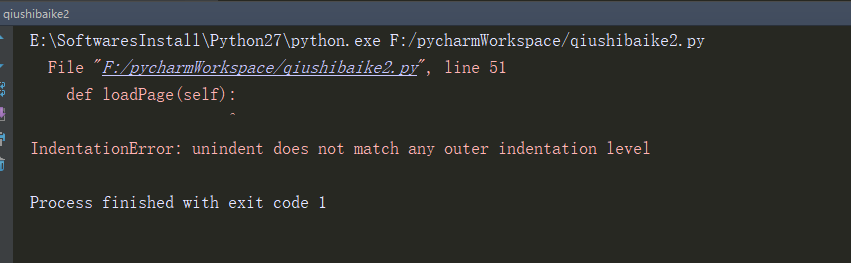 qiushibaike2
E:\SoftwaresInstall\Python27\python.exe F:/pycharmWorkspace/qiushibaike2.py
File "F:/pycharmWorkspace/qiushibaike2.py", line 51
def loadPage(self):
^
IndentationError: unindent does not match any outer indentation level
Process finished with exit code 1